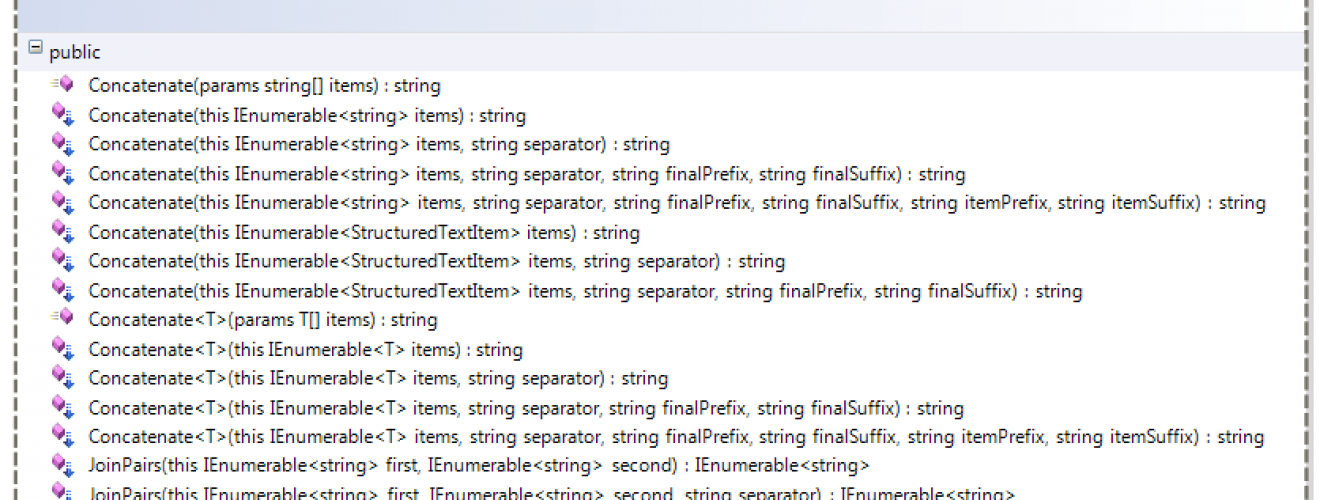 public
Concatenate(params string[] items) : string
Concatenate(this IEnumerable<string> items) : string
Concatenate(this IEnumerable<string> items, string separator) : string
Concatenate(this IEnumerable<string> items, string separator, string finalPrefix, string finalSuffix) : string
Concatenate(this IEnumerable<string> items, string separator, string finalPrefix, string finalSuffix, string itemPrefix, string itemSuffix) : string
Concatenate(this IEnumerable<StructuredTextItem> items) : string
Concatenate(this IEnumerable<StructuredTextItem> items, string separator) : string
Concatenate(this IEnumerable<StructuredTextItem> items, string separator, string finalPrefix, string finalSuffix) : string
Concatenate<T>(params T[] items) : string
Concatenate<T>(this IEnumerable<T> items) : string
Concatenate<T>(this IEnumerable<T> items, string separator) : string
Concatenate<T>(this IEnumerable<T> items, string separator, string finalPrefix, string finalSuffix) : string
Concatenate<T>(this IEnumerable<T> items, string separator, string finalPrefix, string finalSuffix, string itemPrefix, string itemSuffix) : string
JoinPairs(this IEnumerable<string> first, IEnumerable<string> second) : IEnumerable<string>
JoinPairs(this IEnumerable<string> first, IEnumerable<string> second, string separator) : IEnumerable<string>